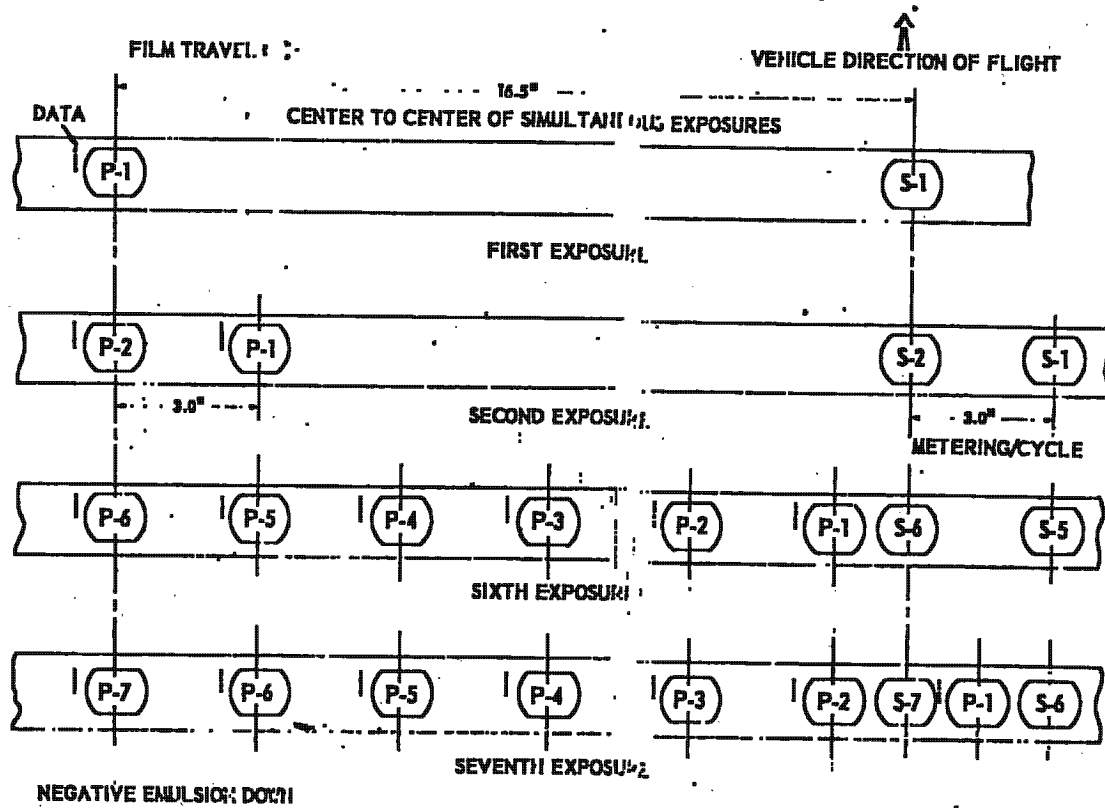 FILM TRAVEL
VEHICLE DIRECTION OF FLIGHT
16.5"
DATA
CENTER TO CENTER OF SIMULTANEOUS EXPOSURES
P-1 S-1
FIRST EXPOSURE
P-2 P-1 S-2 S-1
3.0" 3.0"
SECOND EXPOSURE
METERING/CYCLE
P-6 P-5 P-4 P-3 P-2 P-1 S-6 S-5
SIXTH EXPOSURE
P-7 P-6 P-5 P-4 P-3 P-2 S-7 P-1 S-6
SEVENTH EXPOSURE
NEGATIVE EMULSION DOWN